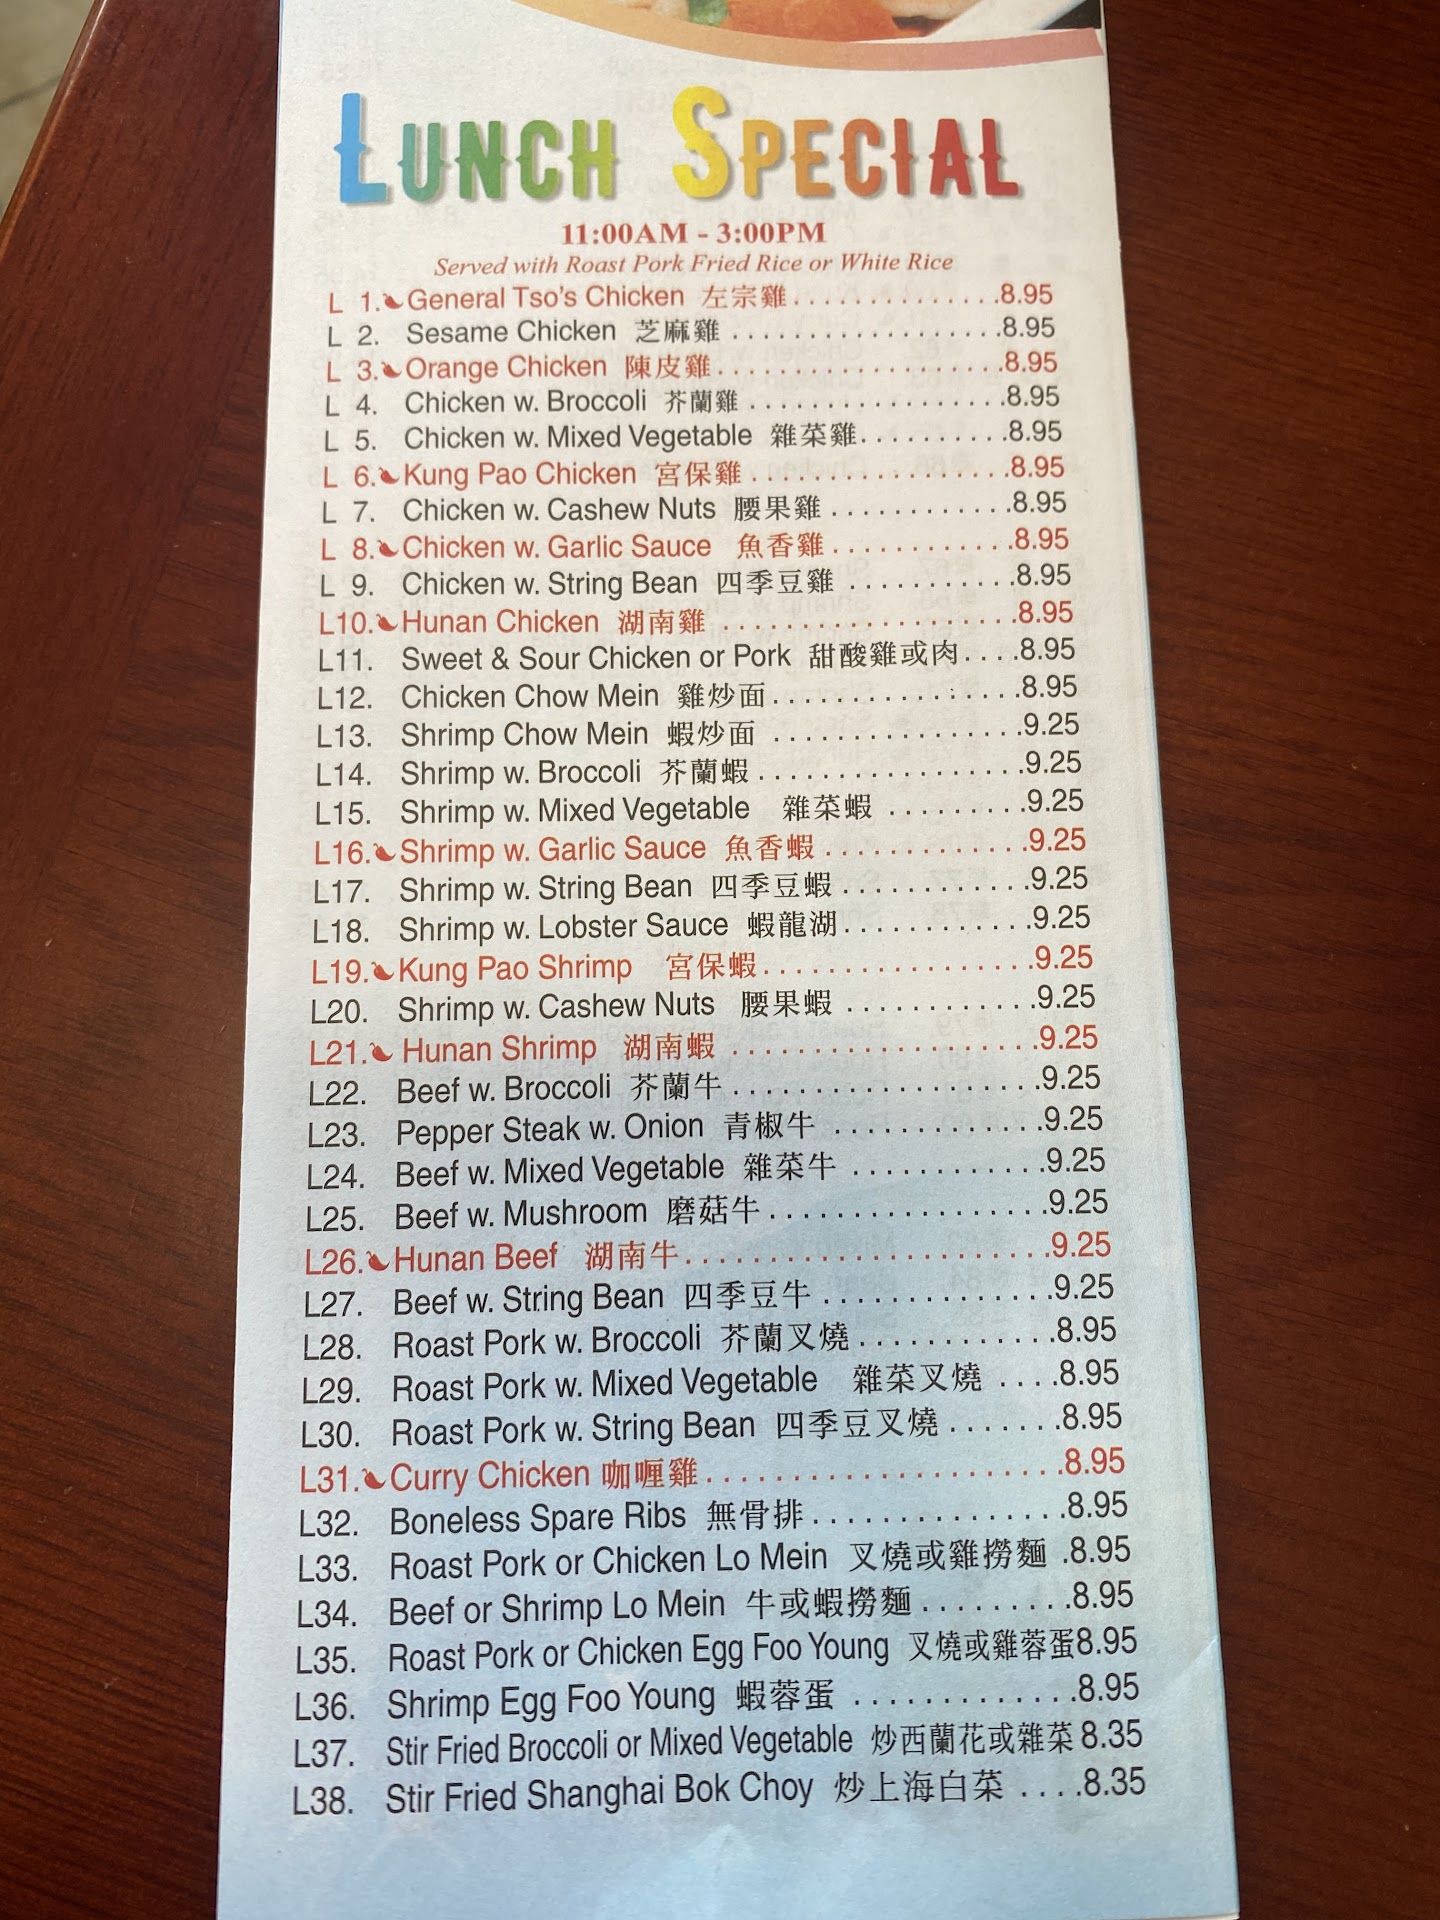 LUNCH SPECIAL
11:00AM - 3:00PM
Served with Roast Pork Fried Rice or White Rice
L 1. General Tso's Chicken 左宗雞..............8.95
L 2. Sesame Chicken 芝麻雞..................8.95
L 3. Orange Chicken 陳皮雞..................8.95
L 4. Chicken w. Broccoli 芥蘭雞.................8.95
L 5. Chicken w. Mixed Vegetable 雜菜雞..........8.95
L 6. Kung Pao Chicken 宮保雞.................8.95
L 7. Chicken w. Cashew Nuts 腰果雞............8.95
L 8. Chicken w. Garlic Sauce 魚香雞............8.95
L 9. Chicken w. String Bean 四季豆雞...........8.95
L10. Hunan Chicken 湖南雞...................8.95
L11. Sweet & Sour Chicken or Pork 甜酸雞或肉....8.95
L12. Chicken Chow Mein 雞炒面................8.95
L13. Shrimp Chow Mein 蝦炒面................9.25
L14. Shrimp w. Broccoli 芥蘭蝦.................9.25
L15. Shrimp w. Mixed Vegetable 雜菜蝦.........9.25
L16. Shrimp w. Garlic Sauce 魚香蝦.............9.25
L17. Shrimp w. String Bean 四季豆蝦............9.25
L18. Shrimp w. Lobster Sauce 蝦龍湖............9.25
L19. Kung Pao Shrimp 宮保蝦.................9.25
L20. Shrimp w. Cashew Nuts 腰果蝦............9.25
L21. Hunan Shrimp 湖南蝦...................9.25
L22. Beef w. Broccoli 芥蘭牛...................9.25
L23. Pepper Steak w. Onion 青椒牛.............9.25
L24. Beef w. Mixed Vegetable 雜菜牛............9.25
L25. Beef w. Mushroom 磨菇牛.................9.25
L26. Hunan Beef 湖南牛......................9.25
L27. Beef w. String Bean 四季豆牛..............9.25
L28. Roast Pork w. Broccoli 芥蘭叉燒............8.95
L29. Roast Pork w. Mixed Vegetable 雜菜叉燒....8.95
L30. Roast Pork w. String Bean 四季豆叉燒.......8.95
L31. Curry Chicken 咖喱雞.....................8.95
L32. Boneless Spare Ribs 無骨排...............8.95
L33. Roast Pork or Chicken Lo Mein 叉燒或雞撈麵.8.95
L34. Beef or Shrimp Lo Mein 牛或蝦撈麵.........8.95
L35. Roast Pork or Chicken Egg Foo Young 叉燒或雞蓉蛋8.95
L36. Shrimp Egg Foo Young 蝦蓉蛋.............8.95
L37. Stir Fried Broccoli or Mixed Vegetable 炒西蘭花或雜菜8.35
L38. Stir Fried Shanghai Bok Choy 炒上海白菜....8.35